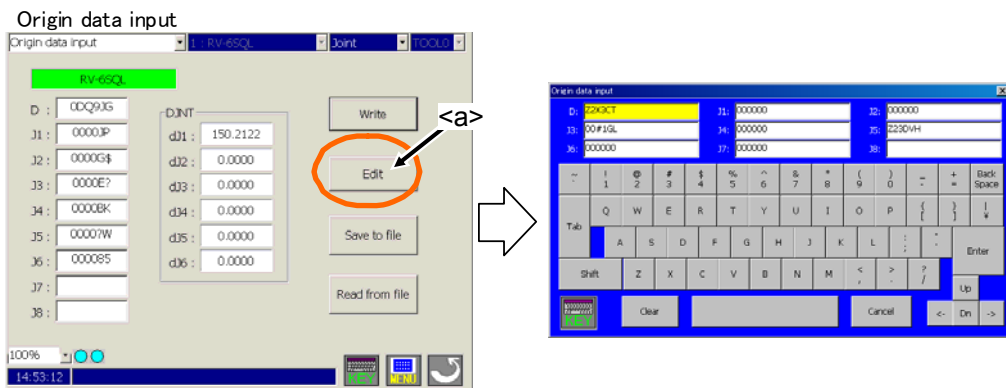 Origin data input
Origin data input 1 : RV-6SQL Joint TOOL0
RV-6SQL
D : 0DQ9JG
J1 : 0000JP
J2 : 0000G$
J3 : 0000E?
J4 : 0000BK
J5 : 0000?W
J6 : 000085
J7 :
J8 :
DJNT
dJ1 : 150.2122
dJ2 : 0.0000
dJ3 : 0.0000
dJ4 : 0.0000
dJ5 : 0.0000
dJ6 : 0.0000
Write
Edit
Save to file
Read from file
<a>
100%
14:53:12
KEY MENU
Origin data input
D: Z2K3CT J1: 000000 J2: 000000
J3: 00#1GL J4: 000000 J5: Z23DVH
J6: 000000 J7: 000000 J8:
~ ! @ # $ % ^ & * ( ) _ + Back
1 2 3 4 5 6 7 8 9 0 - = Space
Tab Q W E R T Y U I O P { [ } ] | ¥
A S D F G H J K L : ; Enter
Shift Z X C V B N M < , > . ? / Up
KEY Clear Cancel <- Dn ->